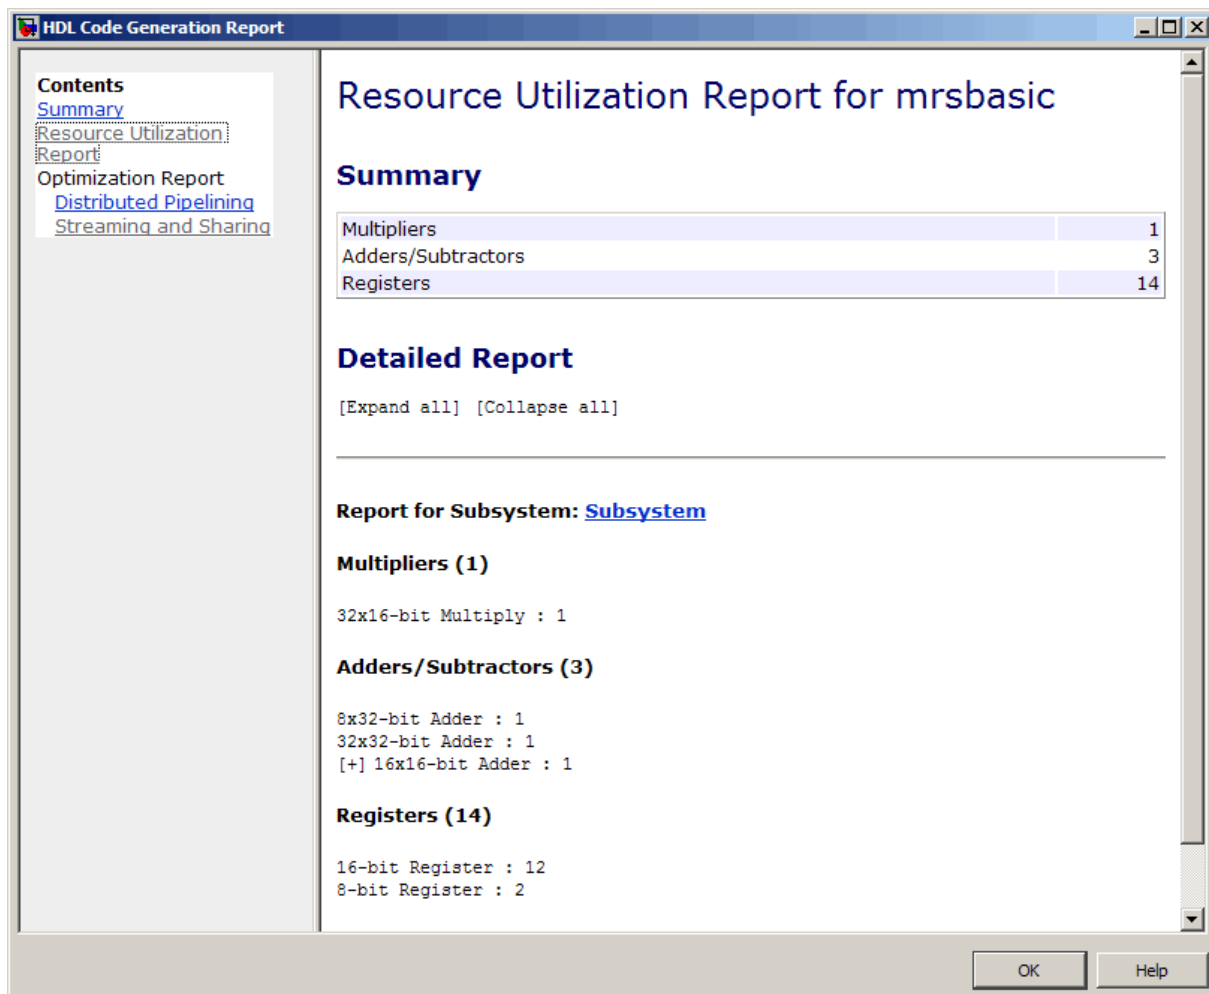 HDL Code Generation Report
Contents
Summary
Resource Utilization
Report
Optimization Report
Distributed Pipelining
Streaming and Sharing
Resource Utilization Report for mrsbasic
Summary
Multipliers 1
Adders/Subtractors 3
Registers 14
Detailed Report
[Expand all] [Collapse all]
Report for Subsystem: Subsystem
Multipliers (1)
32x16-bit Multiply : 1
Adders/Subtractors (3)
8x32-bit Adder : 1
32x32-bit Adder : 1
[+] 16x16-bit Adder : 1
Registers (14)
16-bit Register : 12
8-bit Register : 2
OK Help